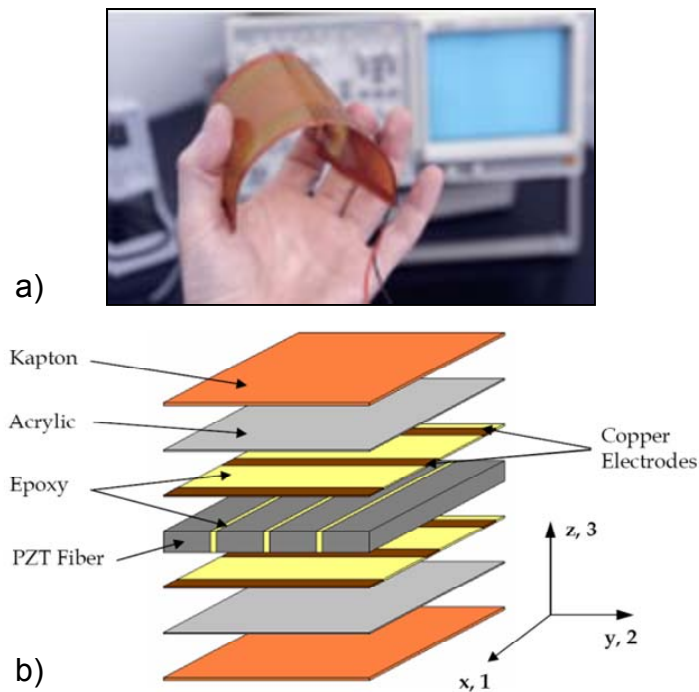 a)
Kapton
Acrylic
Epoxy
PZT Fiber
Copper
Electrodes
z, 3
y, 2
x, 1
b)